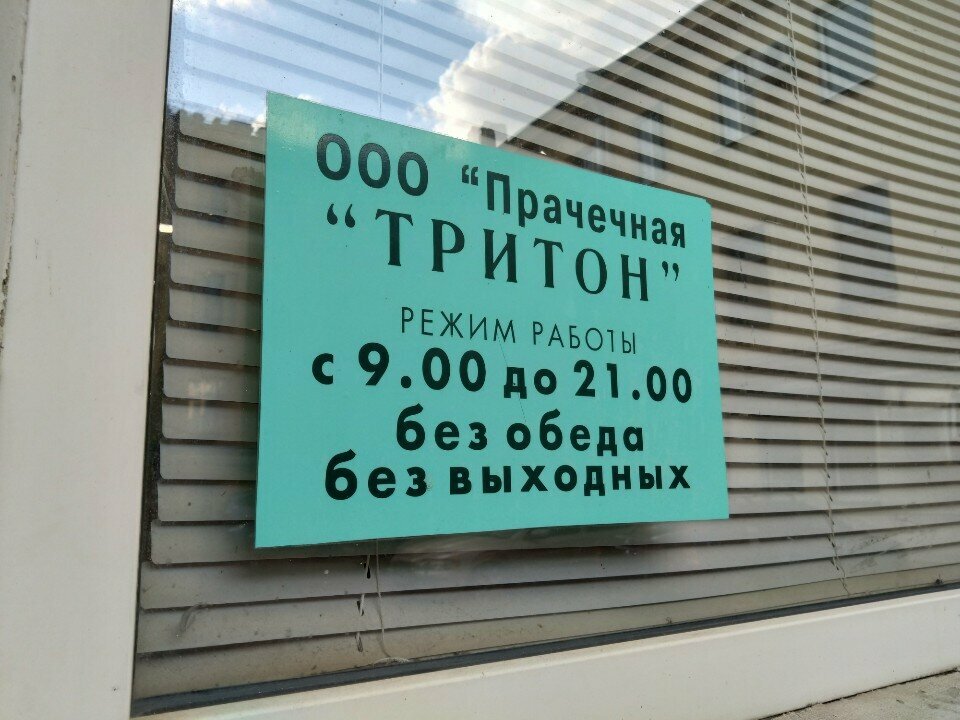 ООО “Прачечная
“ТРИТОН”
РЕЖИМ РАБОТЫ
с 9.00 до 21.00
без обеда
без выходных